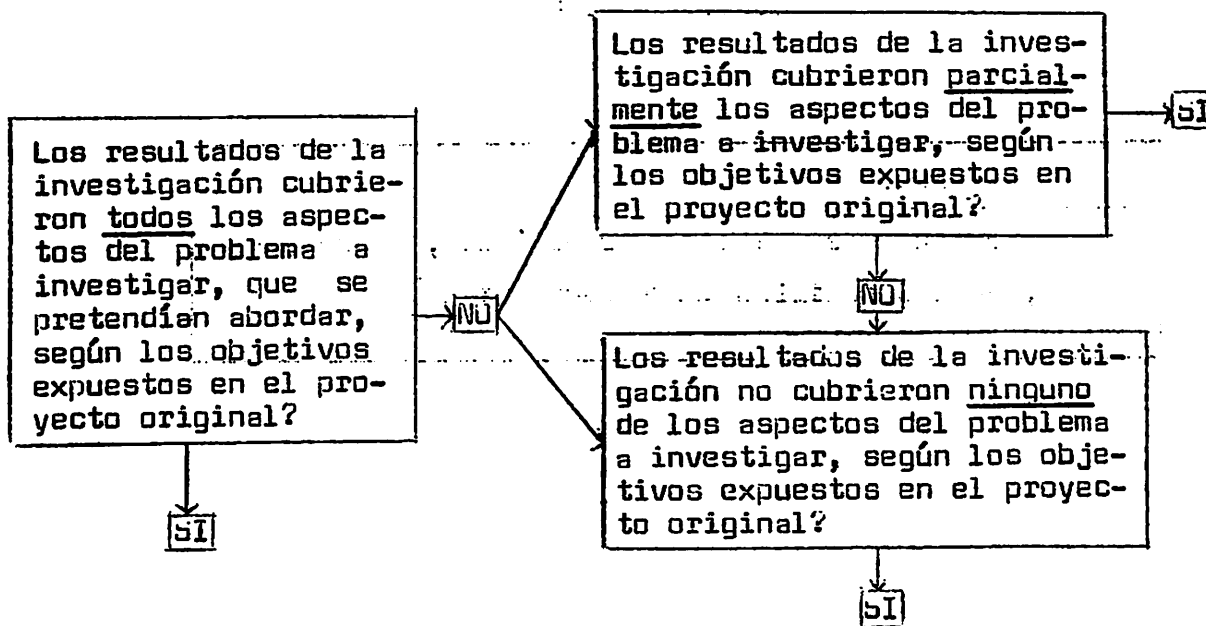 Los resultados de la
investigación cubrie-
ron todos los aspec-
tos del problema a
investigar, que se
pretendían abordar,
según los objetivos
expuestos en el pro-
yecto original?
SI
NO
Los resultados de la inves-
tigación cubrieron parcial-
mente los aspectos del pro-
blema a investigar, según
los objetivos expuestos en
el proyecto original?
SI
NO
Los resultados de la investi-
gación no cubrieron ninguno
de los aspectos del problema
a investigar, según los obje-
tivos expuestos en el proyec-
to original?
SI